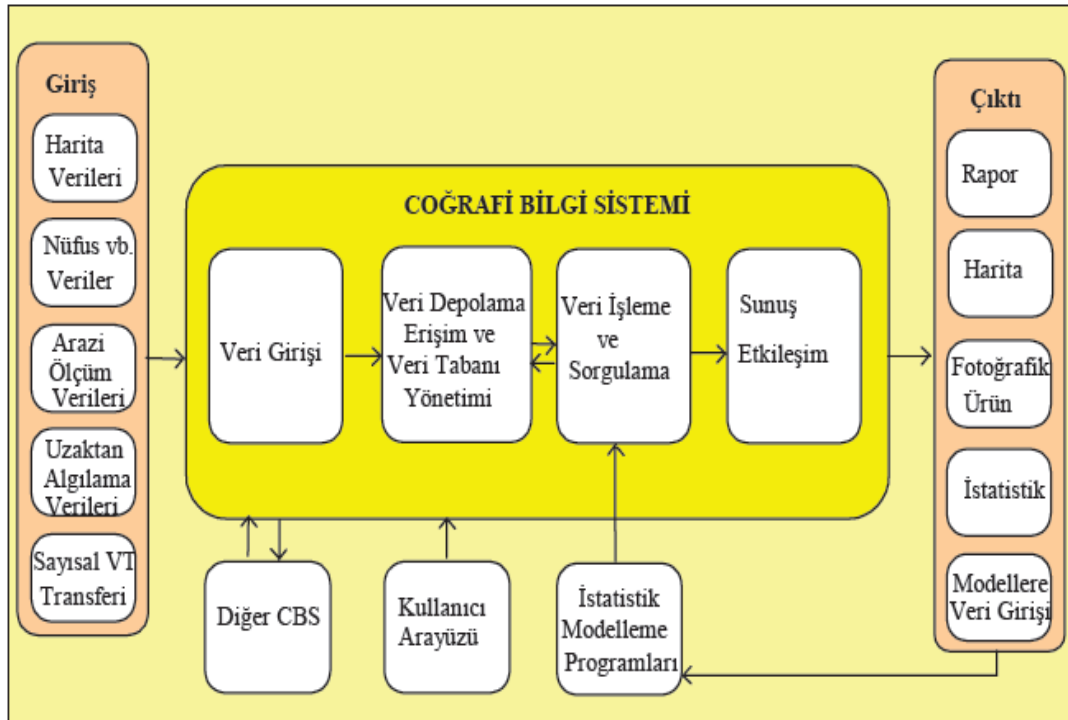 Giriş
Harita
Verileri
Nüfus vb.
Veriler
Arazi
Ölçüm
Verileri
Uzaktan
Algılama
Verileri
Sayısal VT
Transferi
COĞRAFİ BİLGİ SİSTEMİ
Veri Girişi
Veri Depolama
Erişim ve
Veri Tabanı
Yönetimi
Veri İşleme
ve
Sorgulama
Sunuş
Etkileşim
Diğer CBS
Kullanıcı
Arayüzü
İstatistik
Modelleme
Programları
Çıktı
Rapor
Harita
Fotoğrafik
Ürün
İstatistik
Modellere
Veri Girişi